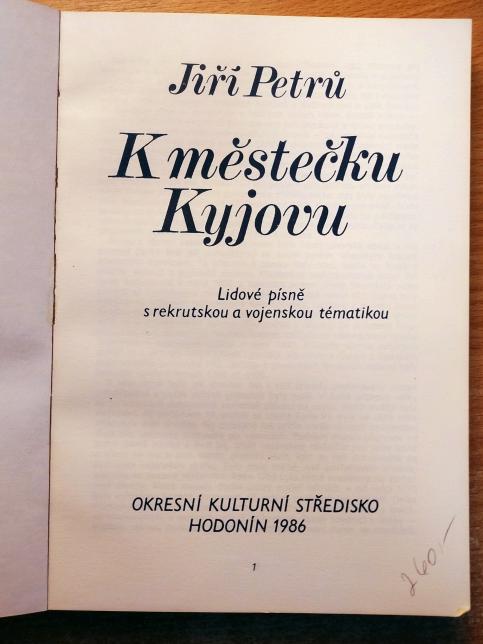 Jiří Petrů
K městečku
Kyjovu
Lidové písně
s rekrutskou a vojenskou tématikou
OKRESNÍ KULTURNÍ STŘEDISKO
HODONÍN 1986
1
260,-